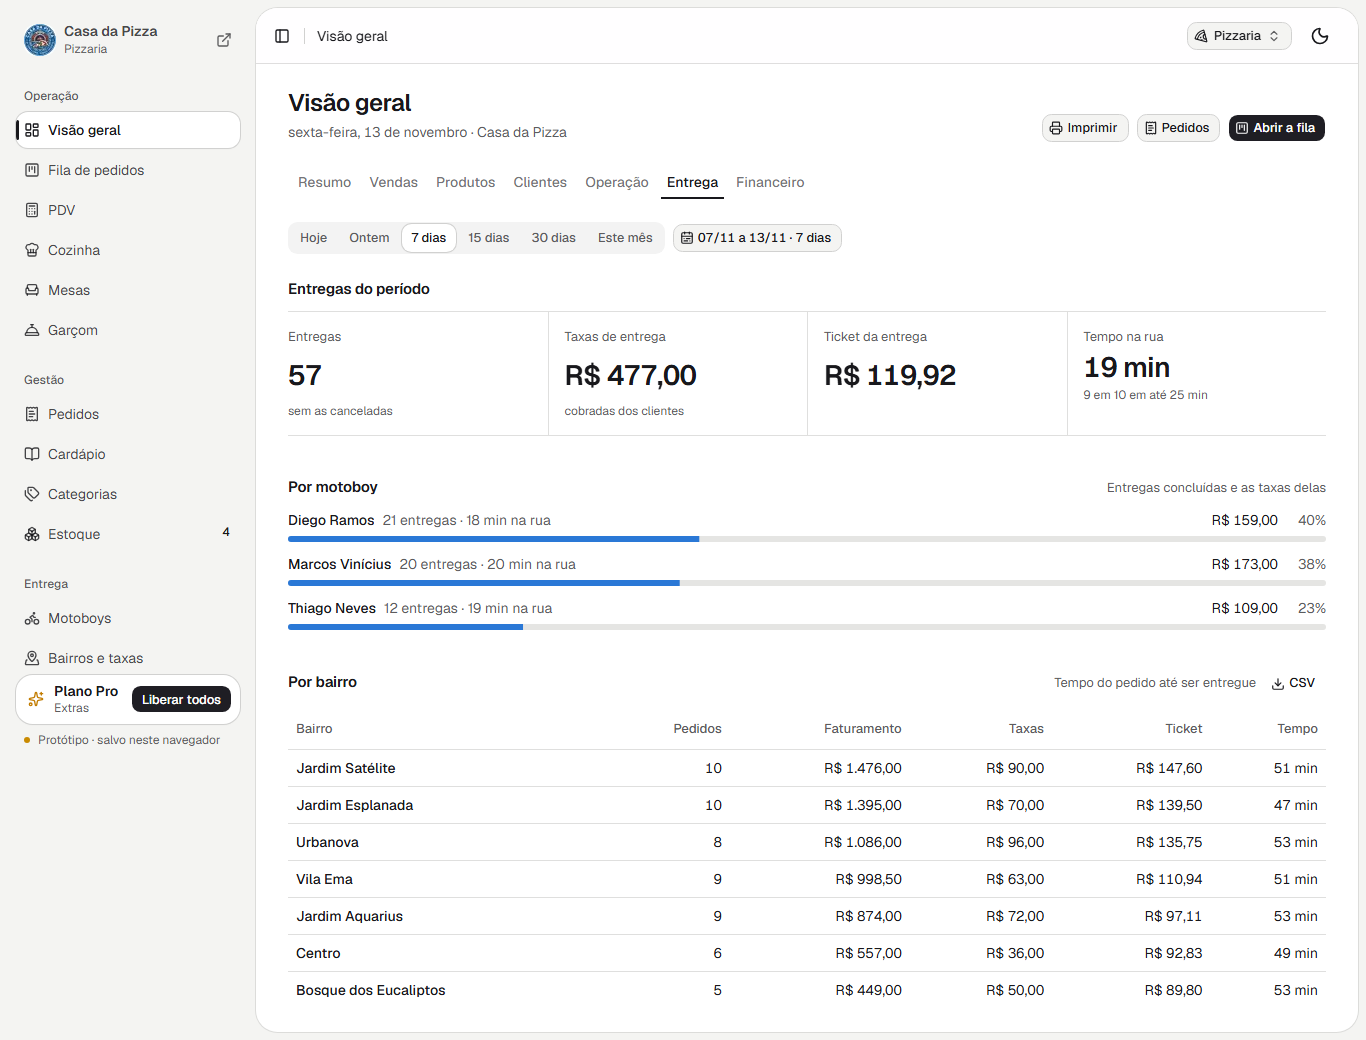 Casa da Pizza
Pizzaria
Operação
Visão geral
Fila de pedidos
PDV
Cozinha
Mesas
Garçom
Gestão
Pedidos
Cardápio
Categorias
Estoque 4
Entrega
Motoboys
Bairros e taxas
Plano Pro
Extras
Liberar todos
Protótipo · salvo neste navegador
Visão geral
Pizzaria
Visão geral
sexta-feira, 13 de novembro · Casa da Pizza
Imprimir Pedidos Abrir a fila
Resumo Vendas Produtos Clientes Operação Entrega Financeiro
Hoje Ontem 7 dias 15 dias 30 dias Este mês 07/11 a 13/11 · 7 dias
Entregas do período
Entregas
57
sem as canceladas
Taxas de entrega
R$ 477,00
cobradas dos clientes
Ticket da entrega
R$ 119,92
Tempo na rua
19 min
9 em 10 em até 25 min
Por motoboy Entregas concluídas e as taxas delas
Diego Ramos 21 entregas · 18 min na rua R$ 159,00 40%
Marcos Vinícius 20 entregas · 20 min na rua R$ 173,00 38%
Thiago Neves 12 entregas · 19 min na rua R$ 109,00 23%
Por bairro Tempo do pedido até ser entregue CSV
Bairro Pedidos Faturamento Taxas Ticket Tempo
Jardim Satélite 10 R$ 1.476,00 R$ 90,00 R$ 147,60 51 min
Jardim Esplanada 10 R$ 1.395,00 R$ 70,00 R$ 139,50 47 min
Urbanova 8 R$ 1.086,00 R$ 96,00 R$ 135,75 53 min
Vila Ema 9 R$ 998,50 R$ 63,00 R$ 110,94 51 min
Jardim Aquarius 9 R$ 874,00 R$ 72,00 R$ 97,11 53 min
Centro 6 R$ 557,00 R$ 36,00 R$ 92,83 49 min
Bosque dos Eucaliptos 5 R$ 449,00 R$ 50,00 R$ 89,80 53 min